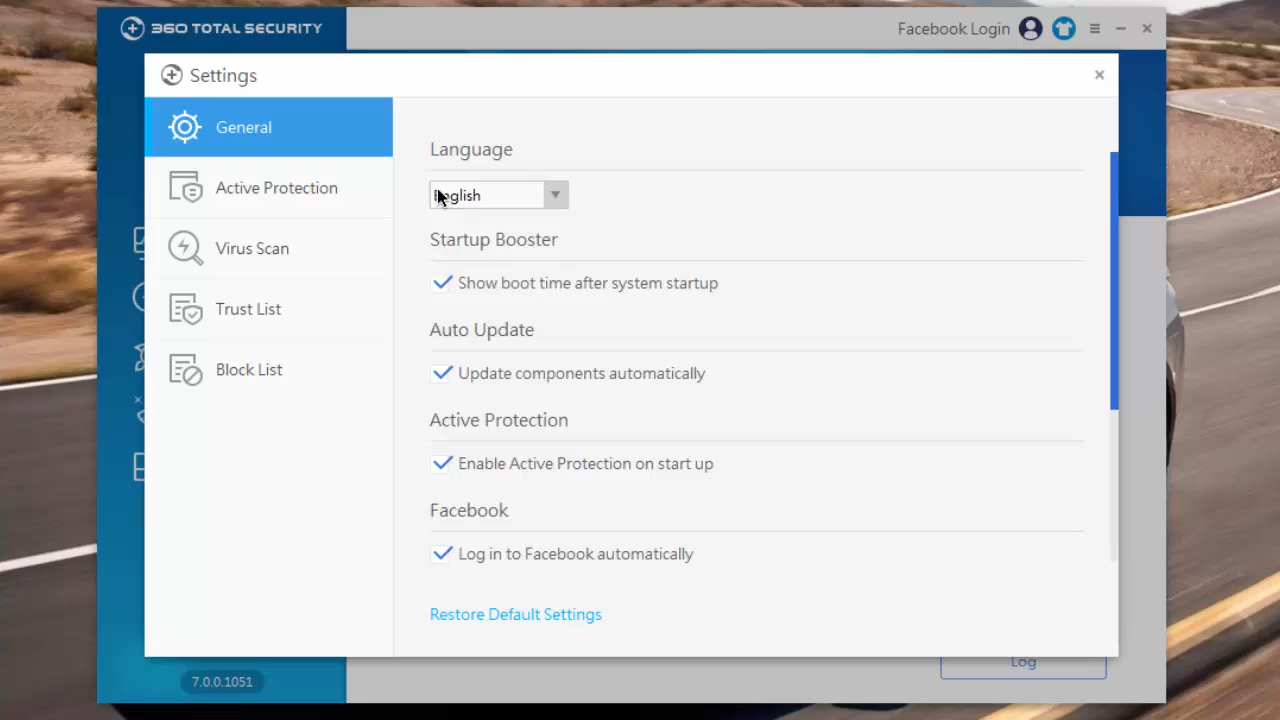 360 TOTAL SECURITY
Facebook Login
Settings
General
Active Protection
Virus Scan
Trust List
Block List
Language
English
Startup Booster
Show boot time after system startup
Auto Update
Update components automatically
Active Protection
Enable Active Protection on start up
Facebook
Log in to Facebook automatically
Restore Default Settings
Log
7.0.0.1051